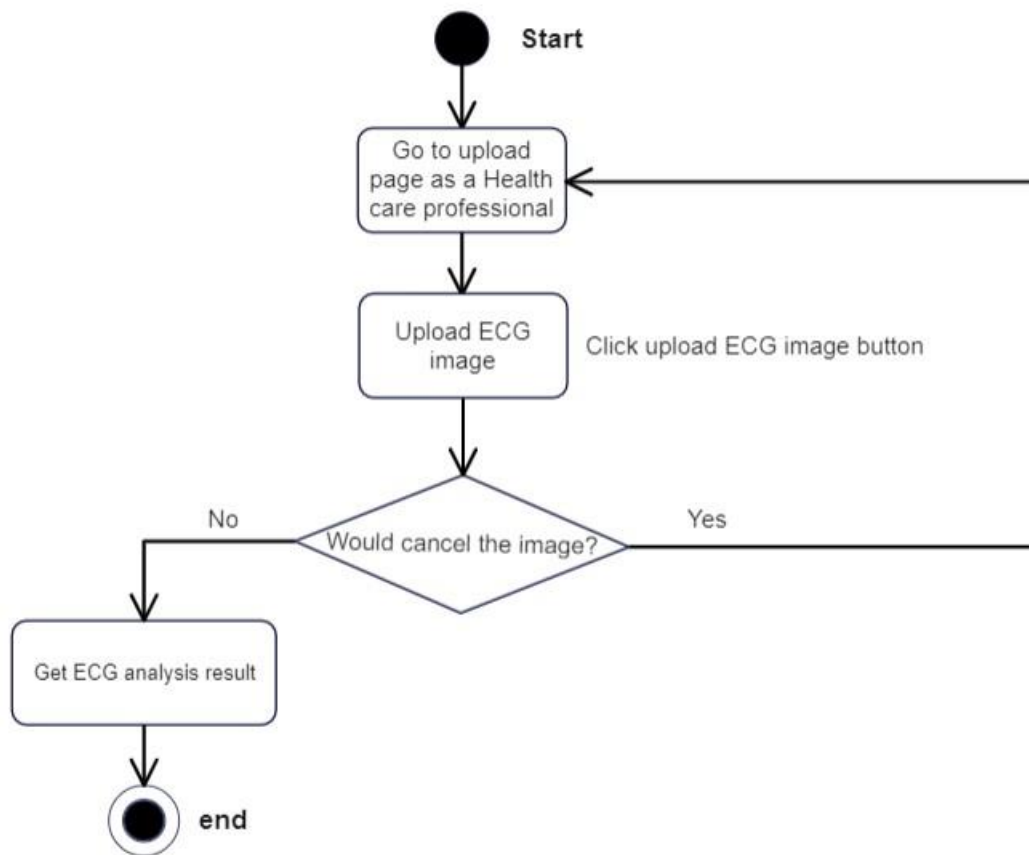 Start
Go to upload
page as a Health
care professional
Upload ECG
image
Click upload ECG image button
No
Yes
Would cancel the image?
Get ECG analysis result
end